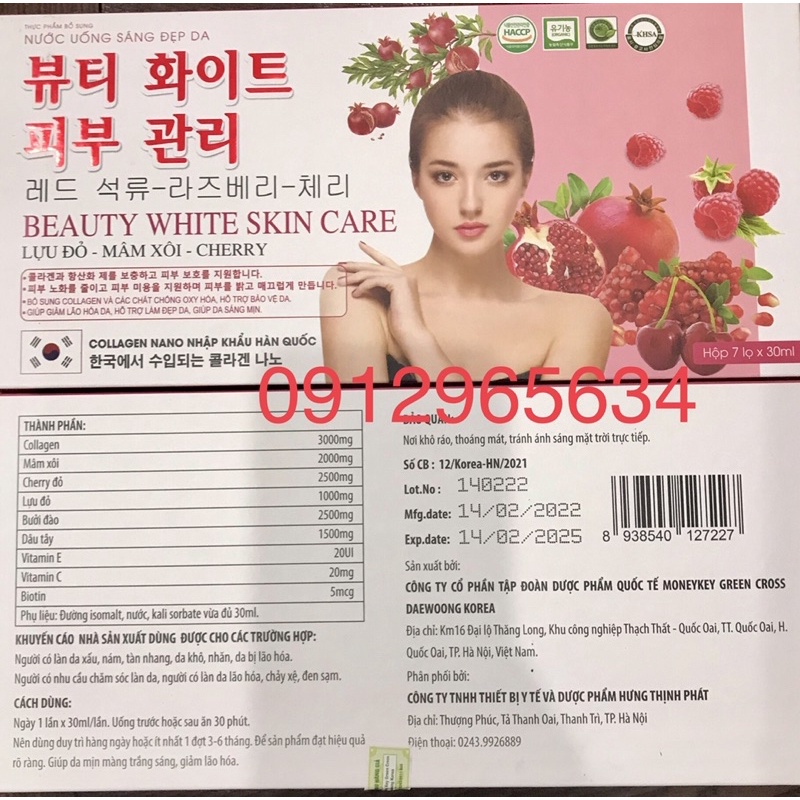 THỰC PHẨM BỔ SUNG
NƯỚC UỐNG SÁNG ĐẸP DA
뷰티 화이트
피부 관리
레드 석류-라즈베리-체리
BEAUTY WHITE SKIN CARE
LỰU ĐỎ - MÂM XÔI - CHERRY
• 콜라겐과 항산화 제를 보충하고 피부 보호를 지원합니다.
• 피부 노화를 줄이고 피부 미용을 지원하며 피부를 밝고 매끄럽게 만듭니다.
• BỔ SUNG COLLAGEN VÀ CÁC CHẤT CHỐNG OXY HÓA, HỖ TRỢ BẢO VỆ DA.
• GIÚP GIẢM LÃO HÓA DA, HỖ TRỢ LÀM ĐẸP DA, GIÚP DA SÁNG MỊN.
COLLAGEN NANO NHẬP KHẨU HÀN QUỐC
한국에서 수입되는 콜라겐 나노
HACCP
유기농
ORGANIC
KHSA
Hộp 7 lọ x 30ml
0912965634
THÀNH PHẦN:
Collagen 3000mg
Mâm xôi 2000mg
Cherry đỏ 2500mg
Lựu đỏ 1000mg
Bưởi đào 2500mg
Dâu tây 1500mg
Vitamin E 20UI
Vitamin C 20mg
Biotin 5mcg
Phụ liệu: Đường isomalt, nước, kali sorbate vừa đủ 30ml.
KHUYẾN CÁO NHÀ SẢN XUẤT DÙNG ĐƯỢC CHO CÁC TRƯỜNG HỢP:
Người có làn da xấu, nám, tàn nhang, da khô, nhăn, da bị lão hóa.
Người có nhu cầu chăm sóc làn da, người có làn da lão hóa, chảy xệ, đen sạm.
CÁCH DÙNG:
Ngày 1 lần x 30ml/lần. Uống trước hoặc sau ăn 30 phút.
Nên dùng duy trì hàng ngày hoặc ít nhất 1 đợt 3-6 tháng. Để sản phẩm đạt hiệu quả
rõ ràng. Giúp da mịn màng trắng sáng, giảm lão hóa.
BẢO QUẢN:
Nơi khô ráo, thoáng mát, tránh ánh sáng mặt trời trực tiếp.
Số CB : 12/Korea-HN/2021
Lot.No : 140222
Mfg.date: 14/02/2022
Exp.date: 14/02/2025
8 938540 127227
Sản xuất bởi:
CÔNG TY CỔ PHẦN TẬP ĐOÀN DƯỢC PHẨM QUỐC TẾ MONEYKEY GREEN CROSS
DAEWOONG KOREA
Địa chỉ: Km16 Đại lộ Thăng Long, Khu công nghiệp Thạch Thất - Quốc Oai, TT. Quốc Oai, H.
Quốc Oai, TP. Hà Nội, Việt Nam.
Phân phối bởi:
CÔNG TY TNHH THIẾT BỊ Y TẾ VÀ DƯỢC PHẨM HƯNG THỊNH PHÁT
Địa chỉ: Thượng Phúc, Tả Thanh Oai, Thanh Trì, TP. Hà Nội
Điện thoại: 0243.9926889